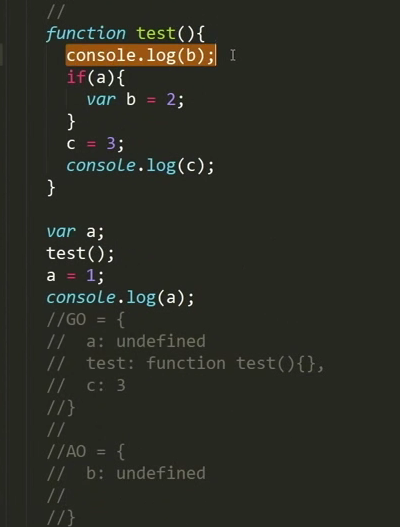 //
function test(){
console.log(b);
if(a){
var b = 2;
}
c = 3;
console.log(c);
}
var a;
test();
a = 1;
console.log(a);
//GO = {
//  a: undefined
//  test: function test(){},
//  c: 3
//}
//
//AO = {
//  b: undefined
//
//}